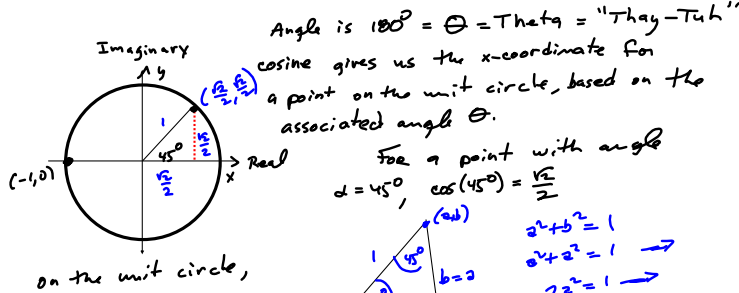 Angle is 180° = θ = Theta = "Thay-Tuh"
Imaginary
y
cosine gives us the x-coordinate for
(√2/2, √2/2)
a point on the unit circle, based on the
associated angle θ.
1
√2/2
45°
Real
x
(-1,0)
√2/2
For a point with angle
α = 45°, cos(45°) = √2/2
(a,b)
a² + b² = 1
1
45°
a² + a² = 1 →
on the unit circle,
b = a
2a² = 1 →